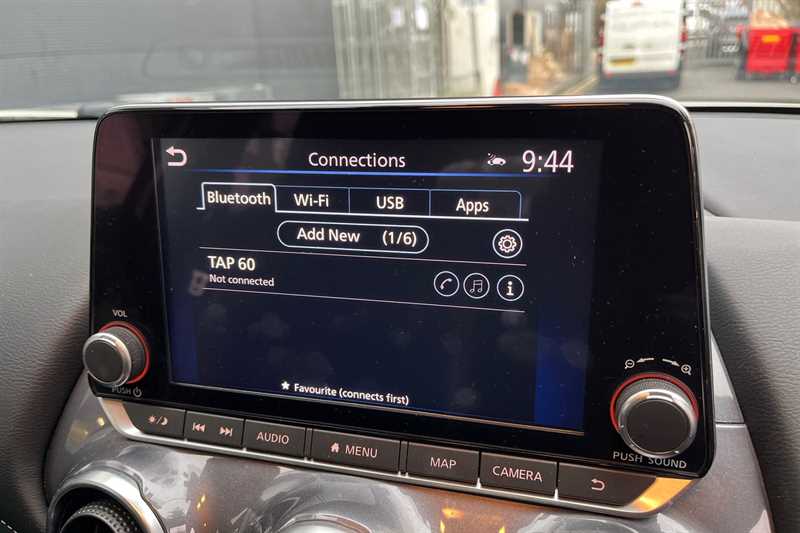 Connections 9:44
Bluetooth Wi-Fi USB Apps
Add New (1/6)
TAP 60
Not connected
i
★ Favourite (connects first)
VOL
PUSH
AUDIO MENU MAP CAMERA
PUSH SOUND